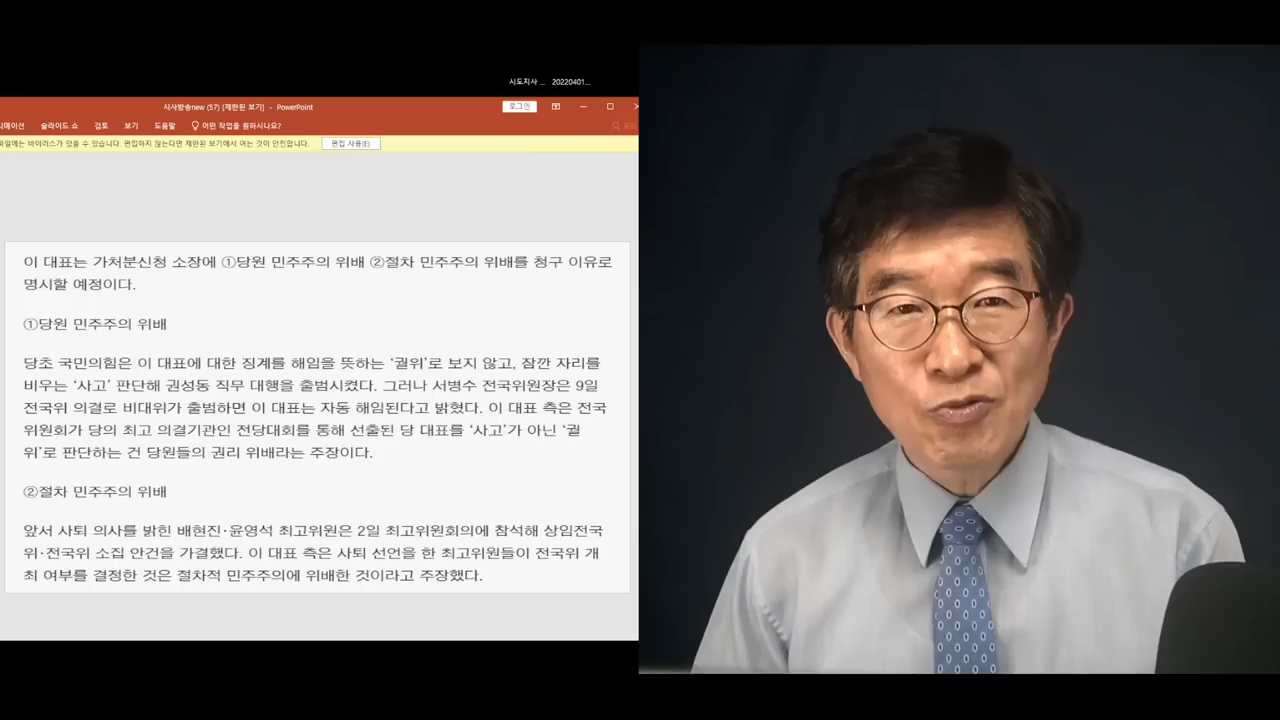 시도지사 ... 20220401...
시사방송new (57) [제한된 보기] - PowerPoint 로그인
슬라이드 쇼 검토 보기 도움말 어떤 작업을 원하시나요?
바이러스가 있을 수 있습니다. 편집하지 않는다면 제한된 보기에서 여는 것이 안전합니다. 편집 사용(E)
이 대표는 가처분신청 소장에 ①당원 민주주의 위배 ②절차 민주주의 위배를 청구 이유로
명시할 예정이다.
①당원 민주주의 위배
당초 국민의힘은 이 대표에 대한 징계를 해임을 뜻하는 ‘궐위’로 보지 않고, 잠깐 자리를
비우는 ‘사고’ 판단해 권성동 직무 대행을 출범시켰다. 그러나 서병수 전국위원장은 9일
전국위 의결로 비대위가 출범하면 이 대표는 자동 해임된다고 밝혔다. 이 대표 측은 전국
위원회가 당의 최고 의결기관인 전당대회를 통해 선출된 당 대표를 ‘사고’가 아닌 ‘궐
위’로 판단하는 건 당원들의 권리 위배라는 주장이다.
②절차 민주주의 위배
앞서 사퇴 의사를 밝힌 배현진·윤영석 최고위원은 2일 최고위원회의에 참석해 상임전국
위·전국위 소집 안건을 가결했다. 이 대표 측은 사퇴 선언을 한 최고위원들이 전국위 개
최 여부를 결정한 것은 절차적 민주주의에 위배한 것이라고 주장했다.